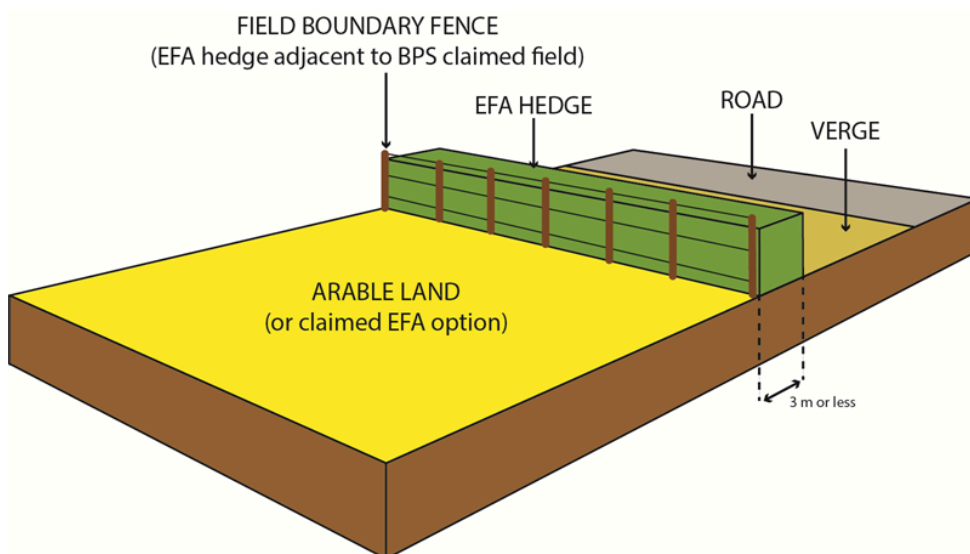 FIELD BOUNDARY FENCE
(EFA hedge adjacent to BPS claimed field)
EFA HEDGE
ROAD
VERGE
ARABLE LAND
(or claimed EFA option)
3 m or less